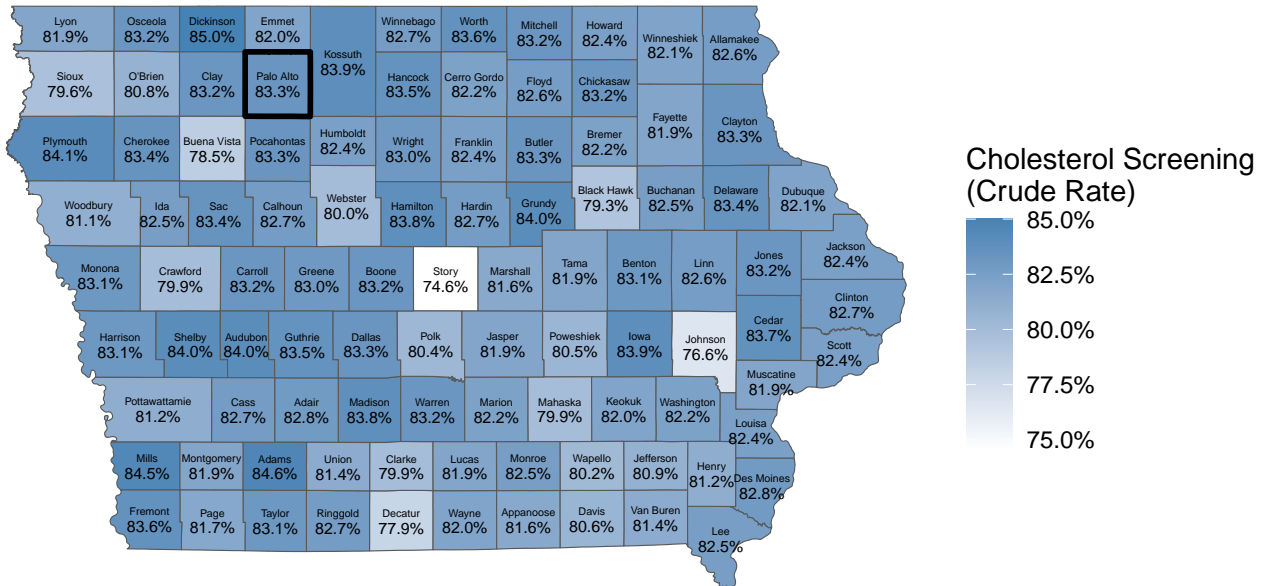 Lyon
81.9%
Osceola
83.2%
Dickinson
85.0%
Emmet
82.0%
Kossuth
83.9%
Winnebago
82.7%
Worth
83.6%
Mitchell
83.2%
Howard
82.4%
Winneshiek
82.1%
Allamakee
82.6%
Sioux
79.6%
O'Brien
80.8%
Clay
83.2%
Palo Alto
83.3%
Hancock
83.5%
Cerro Gordo
82.2%
Floyd
82.6%
Chickasaw
83.2%
Fayette
81.9%
Clayton
83.3%
Plymouth
84.1%
Cherokee
83.4%
Buena Vista
78.5%
Pocahontas
83.3%
Humboldt
82.4%
Wright
83.0%
Franklin
82.4%
Butler
83.3%
Bremer
82.2%
Woodbury
81.1%
Ida
82.5%
Sac
83.4%
Calhoun
82.7%
Webster
80.0%
Hamilton
83.8%
Hardin
82.7%
Grundy
84.0%
Black Hawk
79.3%
Buchanan
82.5%
Delaware
83.4%
Dubuque
82.1%
Monona
83.1%
Crawford
79.9%
Carroll
83.2%
Greene
83.0%
Boone
83.2%
Story
74.6%
Marshall
81.6%
Tama
81.9%
Benton
83.1%
Linn
82.6%
Jones
83.2%
Jackson
82.4%
Clinton
82.7%
Harrison
83.1%
Shelby
84.0%
Audubon
84.0%
Guthrie
83.5%
Dallas
83.3%
Polk
80.4%
Jasper
81.9%
Poweshiek
80.5%
Iowa
83.9%
Johnson
76.6%
Cedar
83.7%
Scott
82.4%
Muscatine
81.9%
Pottawattamie
81.2%
Cass
82.7%
Adair
82.8%
Madison
83.8%
Warren
83.2%
Marion
82.2%
Mahaska
79.9%
Keokuk
82.0%
Washington
82.2%
Louisa
82.4%
Mills
84.5%
Montgomery
81.9%
Adams
84.6%
Union
81.4%
Clarke
79.9%
Lucas
81.9%
Monroe
82.5%
Wapello
80.2%
Jefferson
80.9%
Henry
81.2%
Des Moines
82.8%
Fremont
83.6%
Page
81.7%
Taylor
83.1%
Ringgold
82.7%
Decatur
77.9%
Wayne
82.0%
Appanoose
81.6%
Davis
80.6%
Van Buren
81.4%
Lee
82.5%
Cholesterol Screening
(Crude Rate)
85.0%
82.5%
80.0%
77.5%
75.0%